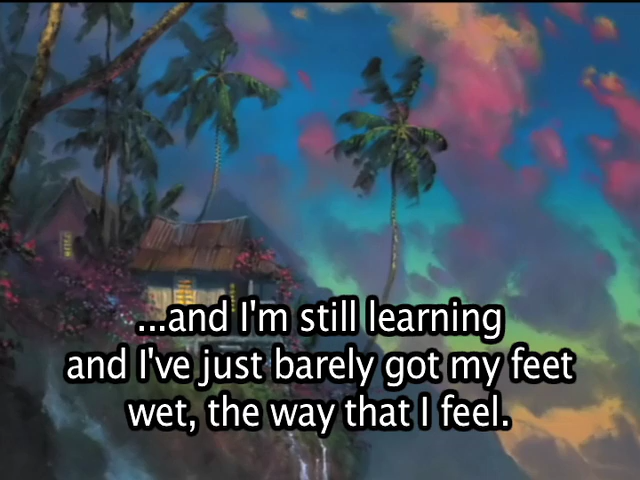 ...and I'm still learning
and I've just barely got my feet
wet, the way that I feel.